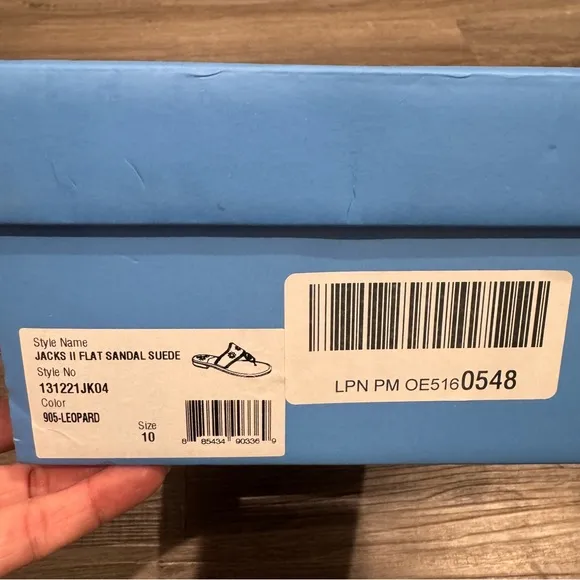 Style Name
JACKS II FLAT SANDAL SUEDE
Style No
131221JK04
Color
905-LEOPARD
Size
10
8 85434 90336 9
LPN PM OE5160548